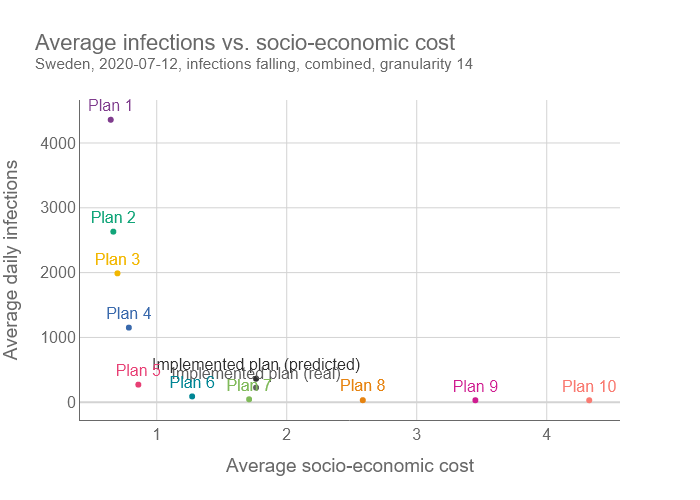 Average infections vs. socio-economic cost
Sweden, 2020-07-12, infections falling, combined, granularity 14
Average daily infections
4000
3000
2000
1000
0
Plan 1
Plan 2
Plan 3
Plan 4
Implemented plan (predicted)
Plan 5
Implemented plan (real)
Plan 6
Plan 7
Plan 8
Plan 9
Plan 10
1
2
3
4
Average socio-economic cost